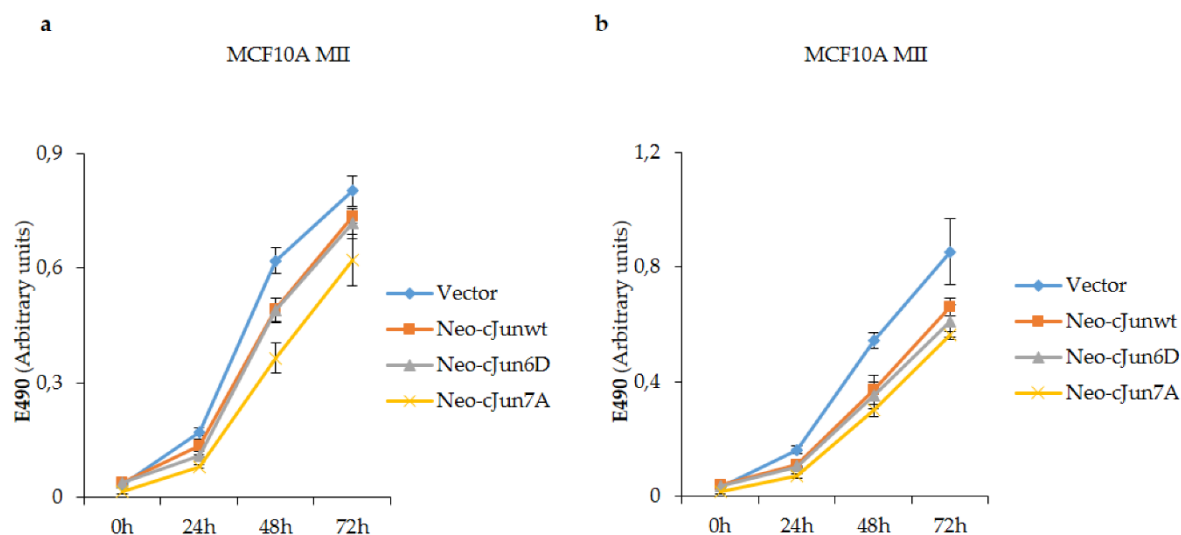 a
MCF10A MII
E490 (Arbitrary units)
0,9
0,6
0,3
0
0h 24h 48h 72h
Vector
Neo-cJunwt
Neo-cJun6D
Neo-cJun7A
b
MCF10A MII
E490 (Arbitrary units)
1,2
0,8
0,4
0
0h 24h 48h 72h
Vector
Neo-cJunwt
Neo-cJun6D
Neo-cJun7A